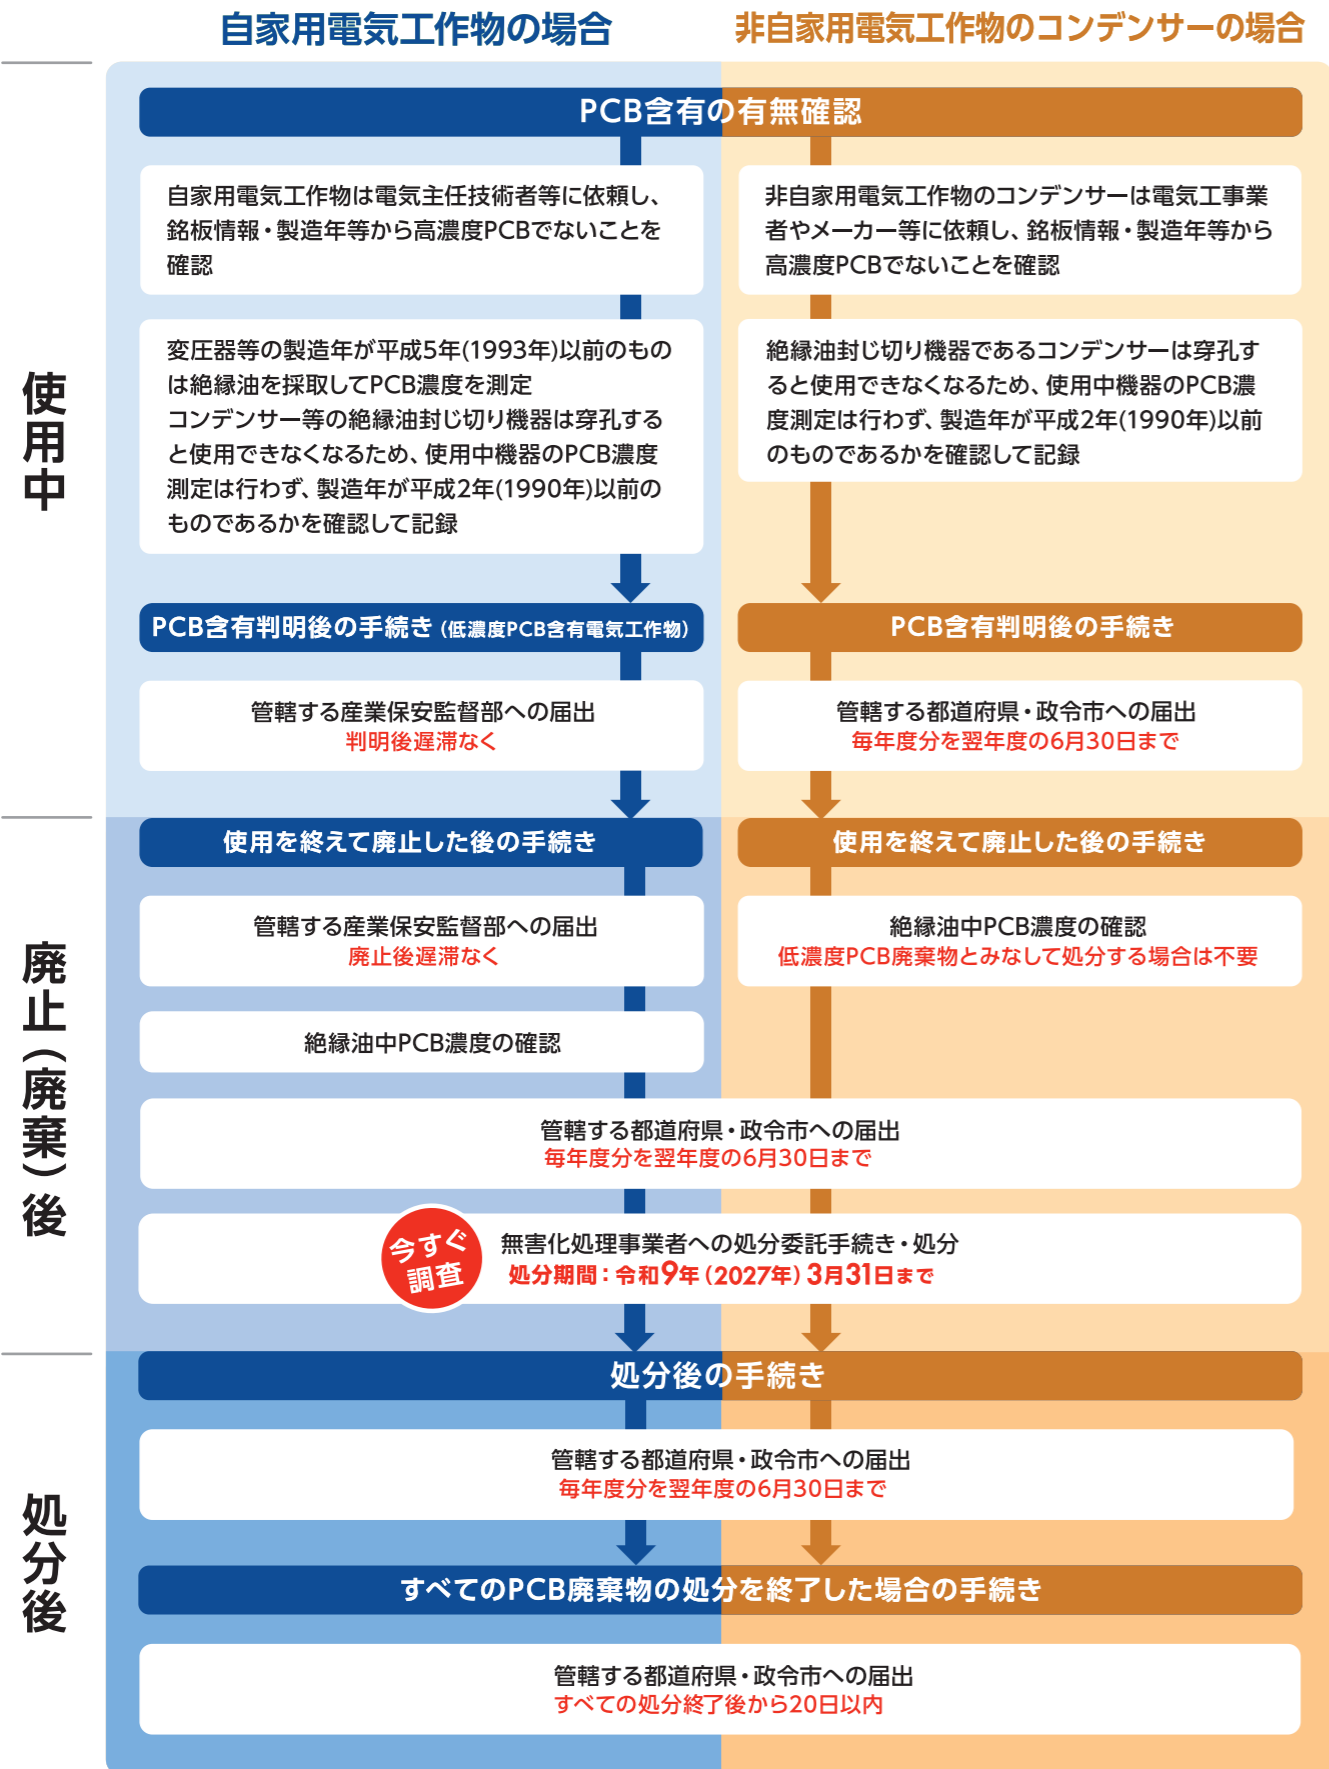 自家用電気工作物の場合
非自家用電気工作物のコンデンサーの場合
使用中
PCB含有の有無確認
自家用電気工作物は電気主任技術者等に依頼し、
銘板情報・製造年等から高濃度PCBでないことを
確認
変圧器等の製造年が平成5年(1993年)以前のもの
は絶縁油を採取してPCB濃度を測定
コンデンサー等の絶縁油封じ切り機器は穿孔する
と使用できなくなるため、使用中機器のPCB濃度
測定は行わず、製造年が平成2年(1990年)以前の
ものであるかを確認して記録
非自家用電気工作物のコンデンサーは電気工事業
者やメーカー等に依頼し、銘板情報・製造年等から
高濃度PCBでないことを確認
絶縁油封じ切り機器であるコンデンサーは穿孔す
ると使用できなくなるため、使用中機器のPCB濃
度測定は行わず、製造年が平成2年(1990年)以前
のものであるかを確認して記録
PCB含有判明後の手続き（低濃度PCB含有電気工作物）
管轄する産業保安監督部への届出
判明後遅滞なく
PCB含有判明後の手続き
管轄する都道府県・政令市への届出
毎年度分を翌年度の6月30日まで
廃止（廃棄）後
使用を終えて廃止した後の手続き
管轄する産業保安監督部への届出
廃止後遅滞なく
絶縁油中PCB濃度の確認
使用を終えて廃止した後の手続き
絶縁油中PCB濃度の確認
低濃度PCB廃棄物とみなして処分する場合は不要
管轄する都道府県・政令市への届出
毎年度分を翌年度の6月30日まで
今すぐ
調査
無害化処理事業者への処分委託手続き・処分
処分期間：令和9年（2027年）3月31日まで
処分後
処分後の手続き
管轄する都道府県・政令市への届出
毎年度分を翌年度の6月30日まで
すべてのPCB廃棄物の処分を終了した場合の手続き
管轄する都道府県・政令市への届出
すべての処分終了後から20日以内